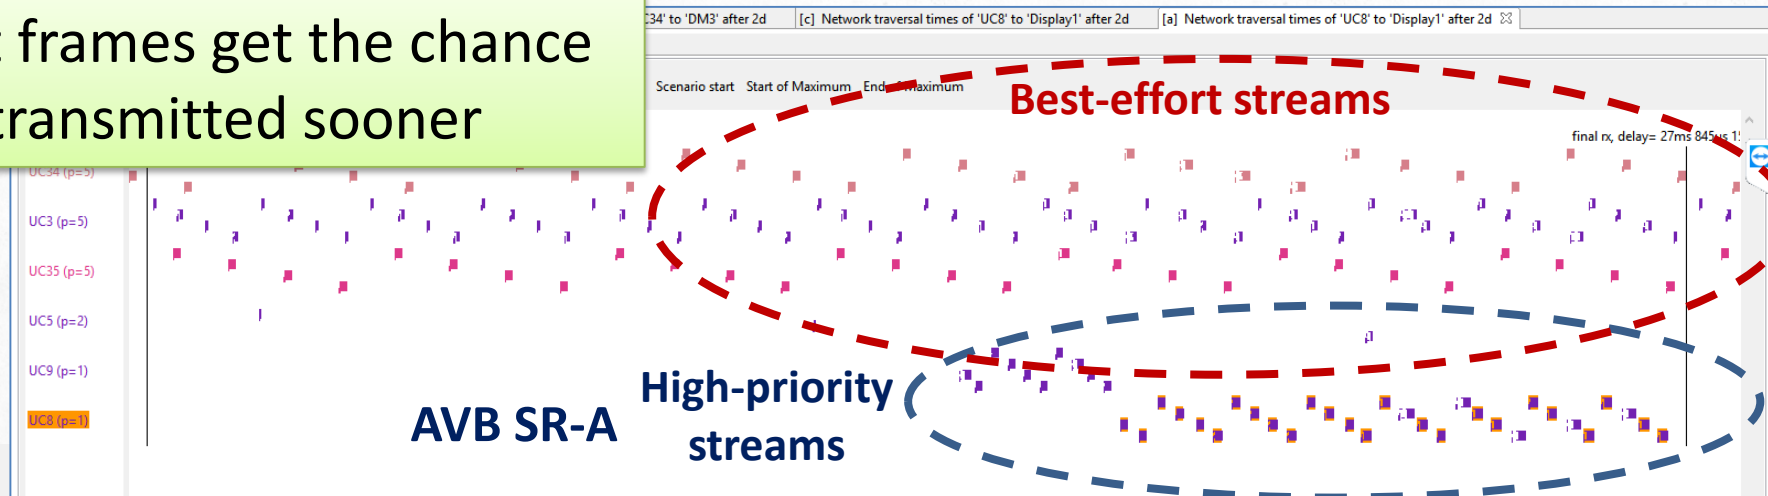 frames get the chance
transmitted sooner
'DM3' after 2d
[c] Network traversal times of 'UC8' to 'Display1' after 2d
[a] Network traversal times of 'UC8' to 'Display1' after 2d
Scenario start Start of Maximum End of Maximum
Best-effort streams
final rx, delay= 27ms 845us
UC34 (p=5)
UC3 (p=5)
UC35 (p=5)
UC5 (p=2)
UC9 (p=1)
High-priority
streams
AVB SR-A
UC8 (p=1)